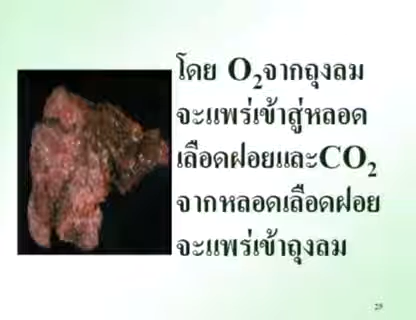 โดย O₂จากถุงลม
จะแพร่เข้าสู่หลอด
เลือดฝอยและCO₂
จากหลอดเลือดฝอย
จะแพร่เข้าถุงลม